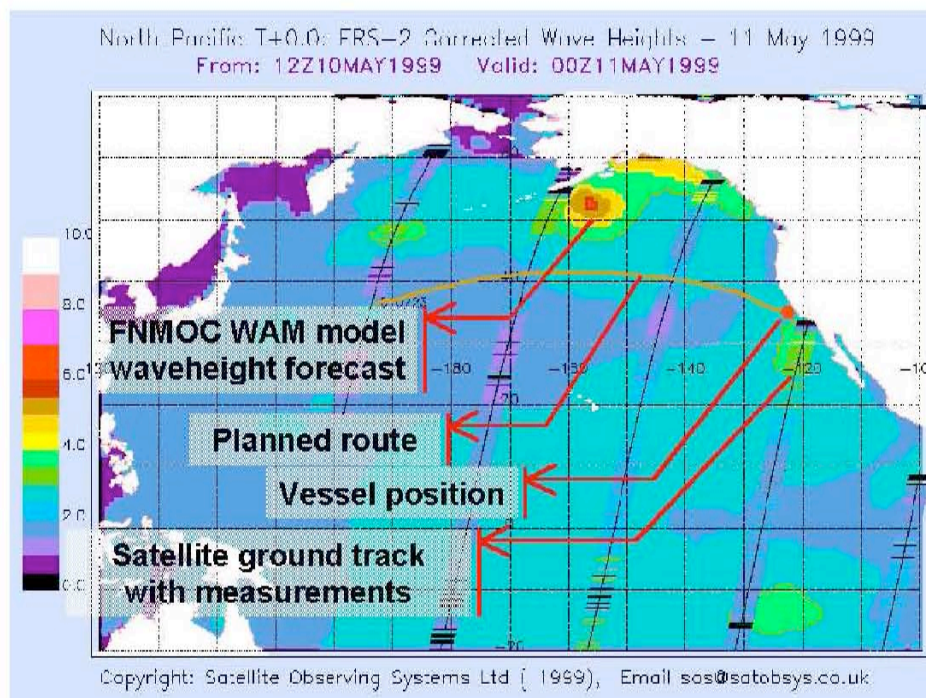 North Pacific T+0.0: ERS-2 Corrected Wave Heights - 11 May 1999
From: 12Z10MAY1999 Valid: 00Z11MAY1999
10.0
8.0
6.0
4.0
2.0
0.0
-180
-140
-120
FNMOC WAM model
waveheight forecast
Planned route
Vessel position
Satellite ground track
with measurements
Copyright: Satellite Observing Systems Ltd ( 1999), Email sos@satobsys.co.uk